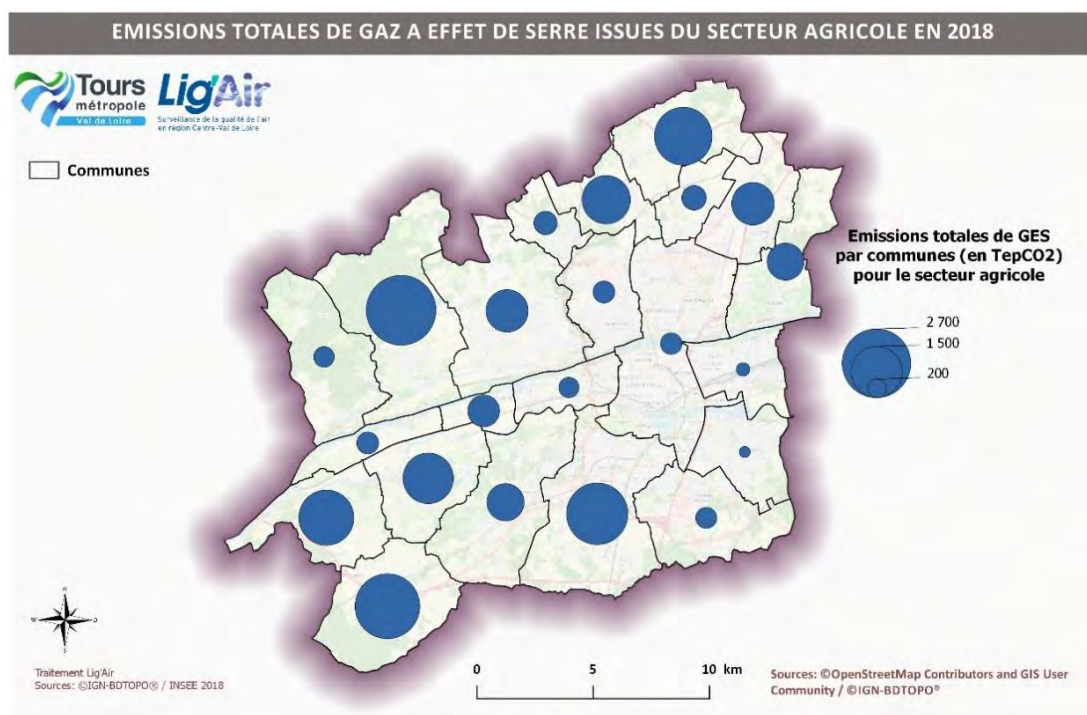 EMISSIONS TOTALES DE GAZ A EFFET DE SERRE ISSUES DU SECTEUR AGRICOLE EN 2018
Tours
métropole
Val de Loire
Lig'Air
Surveillance de la qualité de l'air
en région Centre-Val de Loire
Communes
Emissions totales de GES
par communes (en TepCO2)
pour le secteur agricole
2 700
1 500
200
N
W
O
S
Traitement Lig'Air
Sources: ©IGN-BDTOPO® / INSEE 2018
0 5 10 km
Sources: ©OpenStreetMap Contributors and GIS User
Community / ©IGN-BDTOPO®